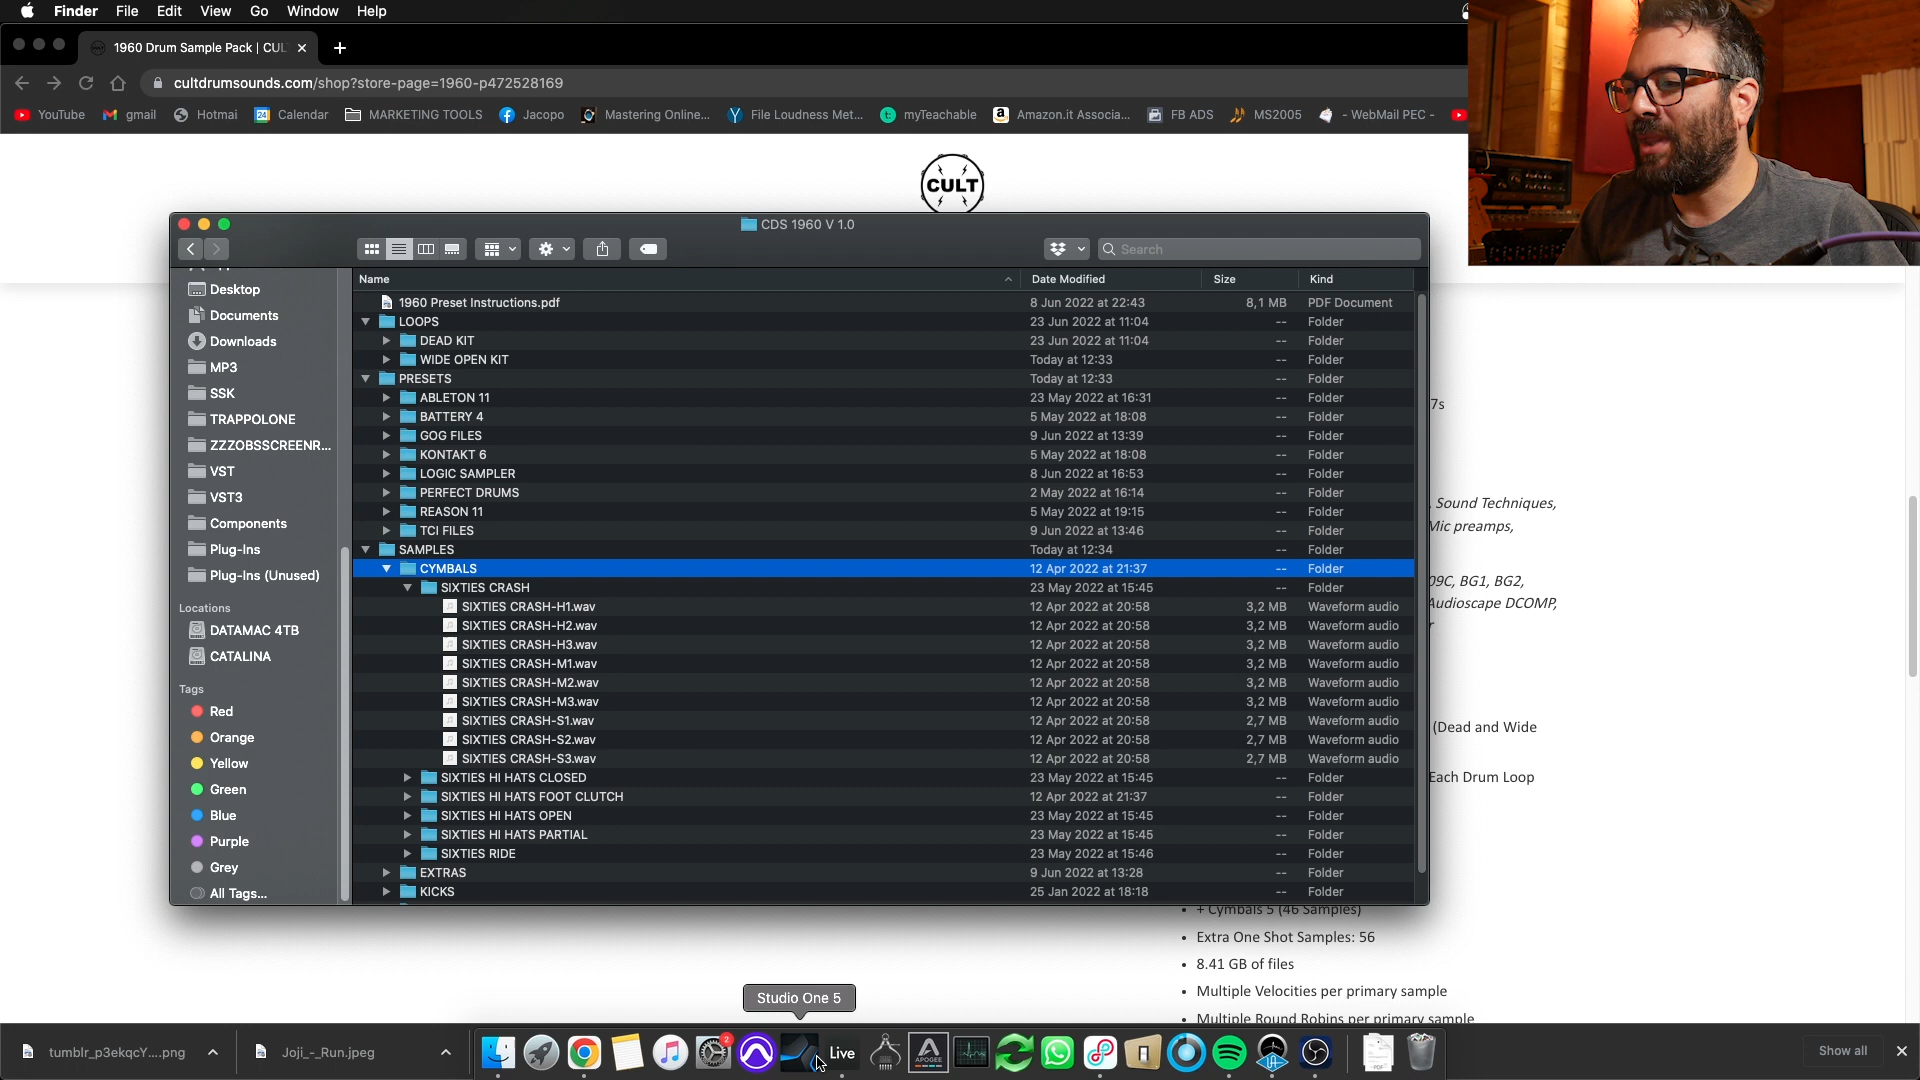 Finder File Edit View Go Window Help
1960 Drum Sample Pack | CUL
cultdrumsounds.com/shop?store-page=1960-p472528169
YouTube gmail Hotmai Calendar MARKETING TOOLS Jacopo Mastering Online... File Loudness Met... myTeachable Amazon.it Associa... FB ADS MS2005 - WebMail PEC -
CULT
CDS 1960 V 1.0
Search
Name Date Modified Size Kind
Desktop
Documents
Downloads
MP3
SSK
TRAPPOLONE
ZZZOBSSCREENR...
VST
VST3
Components
Plug-Ins
Plug-Ins (Unused)
Locations
DATAMAC 4TB
CATALINA
Tags
Red
Orange
Yellow
Green
Blue
Purple
Grey
All Tags...
1960 Preset Instructions.pdf 8 Jun 2022 at 22:43 8,1 MB PDF Document
LOOPS 23 Jun 2022 at 11:04 -- Folder
DEAD KIT 23 Jun 2022 at 11:04 -- Folder
WIDE OPEN KIT Today at 12:33 -- Folder
PRESETS Today at 12:33 -- Folder
ABLETON 11 23 May 2022 at 16:31 -- Folder
BATTERY 4 5 May 2022 at 18:08 -- Folder
GOG FILES 9 Jun 2022 at 13:39 -- Folder
KONTAKT 6 5 May 2022 at 18:08 -- Folder
LOGIC SAMPLER 8 Jun 2022 at 16:53 -- Folder
PERFECT DRUMS 2 May 2022 at 16:14 -- Folder
REASON 11 5 May 2022 at 19:15 -- Folder
TCI FILES 9 Jun 2022 at 13:46 -- Folder
SAMPLES Today at 12:34 -- Folder
CYMBALS 12 Apr 2022 at 21:37 -- Folder
SIXTIES CRASH 23 May 2022 at 15:45 -- Folder
SIXTIES CRASH-H1.wav 12 Apr 2022 at 20:58 3,2 MB Waveform audio
SIXTIES CRASH-H2.wav 12 Apr 2022 at 20:58 3,2 MB Waveform audio
SIXTIES CRASH-H3.wav 12 Apr 2022 at 20:58 3,2 MB Waveform audio
SIXTIES CRASH-M1.wav 12 Apr 2022 at 20:58 3,2 MB Waveform audio
SIXTIES CRASH-M2.wav 12 Apr 2022 at 20:58 3,2 MB Waveform audio
SIXTIES CRASH-M3.wav 12 Apr 2022 at 20:58 3,2 MB Waveform audio
SIXTIES CRASH-S1.wav 12 Apr 2022 at 20:58 2,7 MB Waveform audio
SIXTIES CRASH-S2.wav 12 Apr 2022 at 20:58 2,7 MB Waveform audio
SIXTIES CRASH-S3.wav 12 Apr 2022 at 20:58 2,7 MB Waveform audio
SIXTIES HI HATS CLOSED 23 May 2022 at 15:45 -- Folder
SIXTIES HI HATS FOOT CLUTCH 12 Apr 2022 at 21:37 -- Folder
SIXTIES HI HATS OPEN 23 May 2022 at 15:45 -- Folder
SIXTIES HI HATS PARTIAL 23 May 2022 at 15:45 -- Folder
SIXTIES RIDE 23 May 2022 at 15:46 -- Folder
EXTRAS 9 Jun 2022 at 13:28 -- Folder
KICKS 25 Jan 2022 at 18:18 -- Folder
7s
Sound Techniques,
Mic preamps,
09C, BG1, BG2,
Audioscape DCOMP,
r
(Dead and Wide
Each Drum Loop
• + Cymbals 5 (46 Samples)
• Extra One Shot Samples: 56
• 8.41 GB of files
• Multiple Velocities per primary sample
• Multiple Round Robins per primary sample
Studio One 5
tumblr_p3ekqcY....png Joji_-_Run.jpeg 2 Live APOGEE PDF Show all